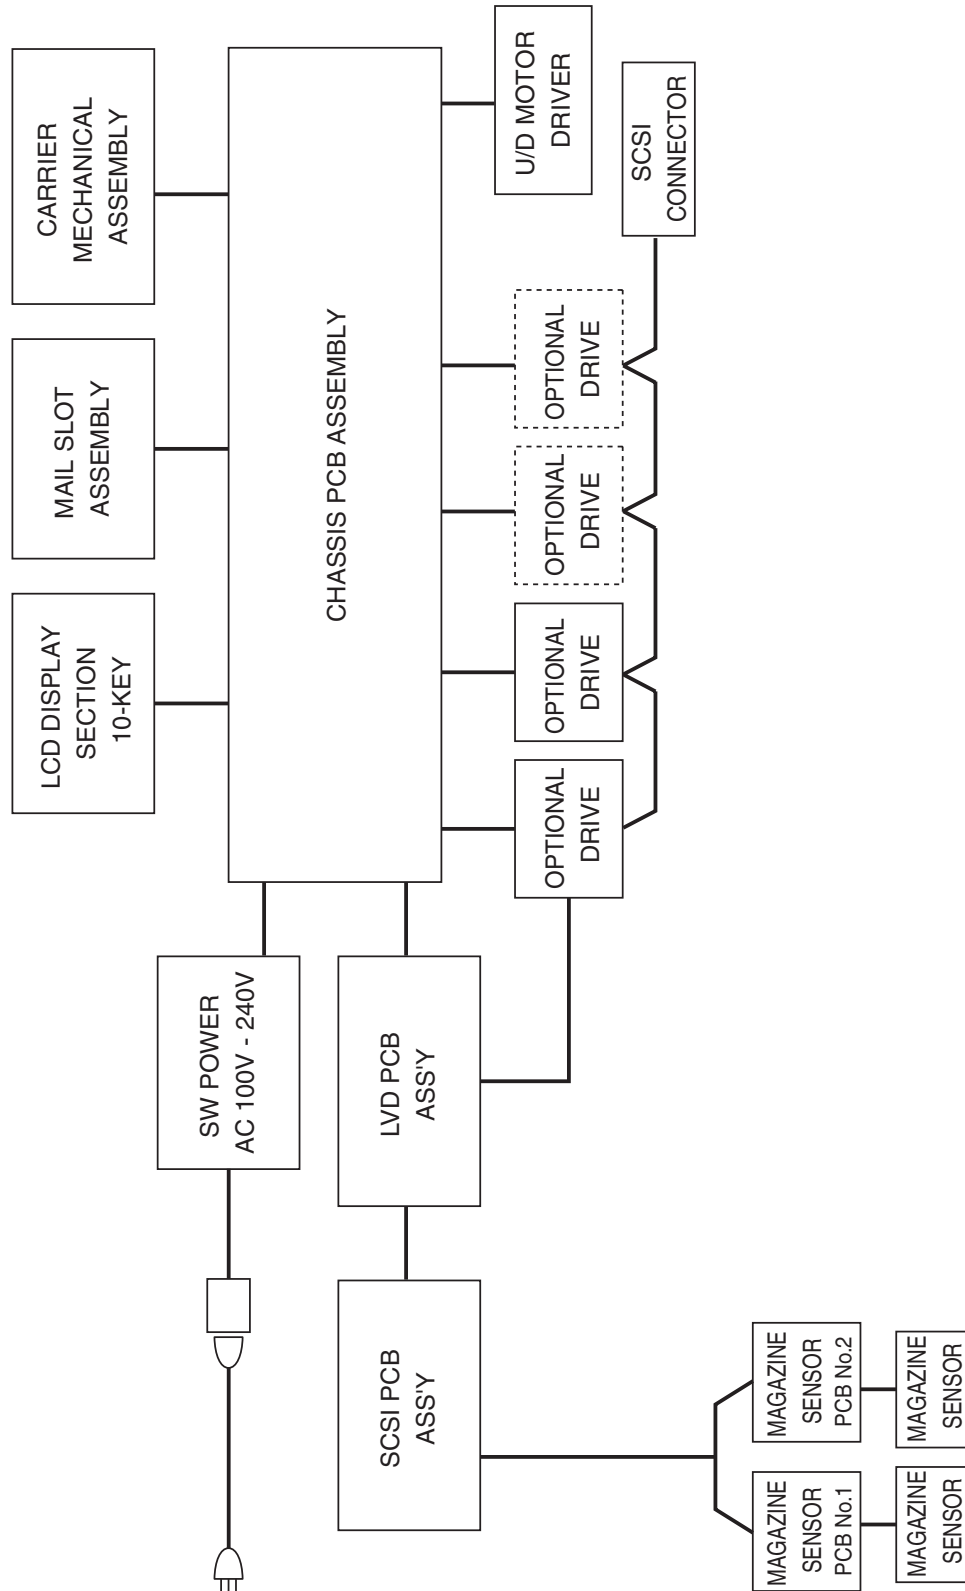 LCD DISPLAY
SECTION
10-KEY
MAIL SLOT
ASSEMBLY
CARRIER
MECHANICAL
ASSEMBLY
SW POWER
AC 100V - 240V
CHASSIS PCB ASSEMBLY
SCSI PCB
ASS'Y
LVD PCB
ASS'Y
OPTIONAL
DRIVE
OPTIONAL
DRIVE
OPTIONAL
DRIVE
OPTIONAL
DRIVE
U/D MOTOR
DRIVER
SCSI
CONNECTOR
MAGAZINE
SENSOR
PCB No.1
MAGAZINE
SENSOR
PCB No.2
MAGAZINE
SENSOR
MAGAZINE
SENSOR